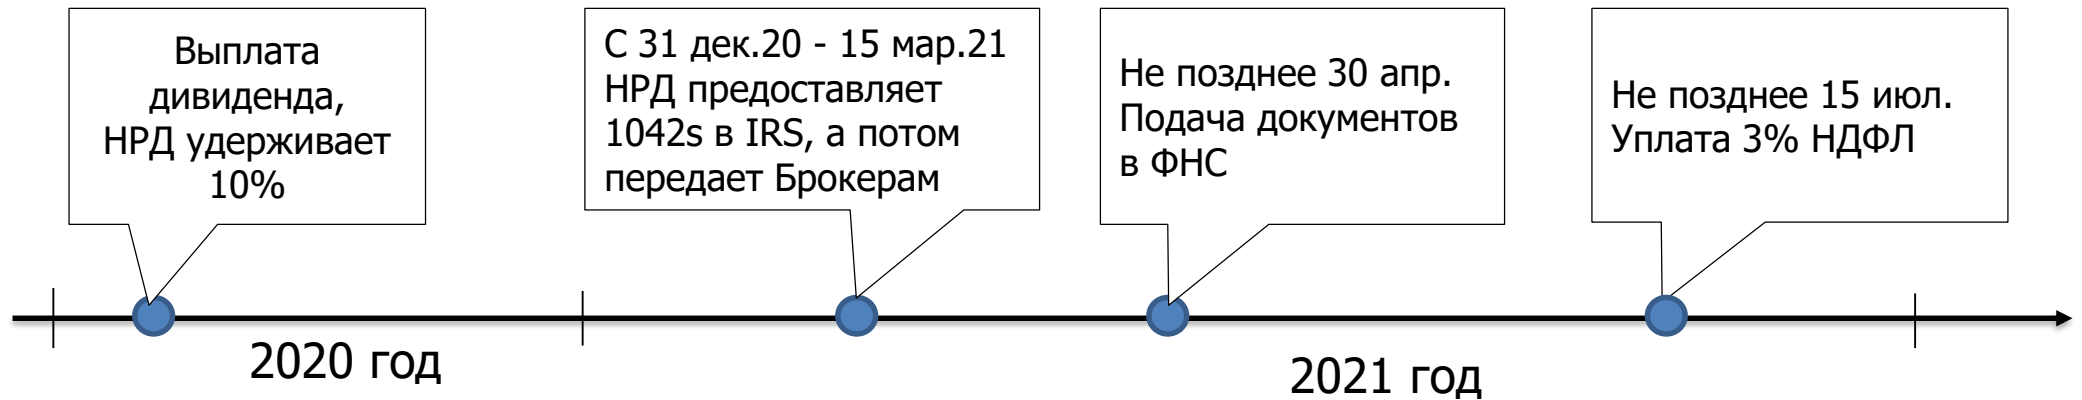 Выплата
дивиденда,
НРД удерживает
10%
С 31 дек.20 - 15 мар.21
НРД предоставляет
1042s в IRS, а потом
передает Брокерам
Не позднее 30 апр.
Подача документов
в ФНС
Не позднее 15 июл.
Уплата 3% НДФЛ
2020 год
2021 год